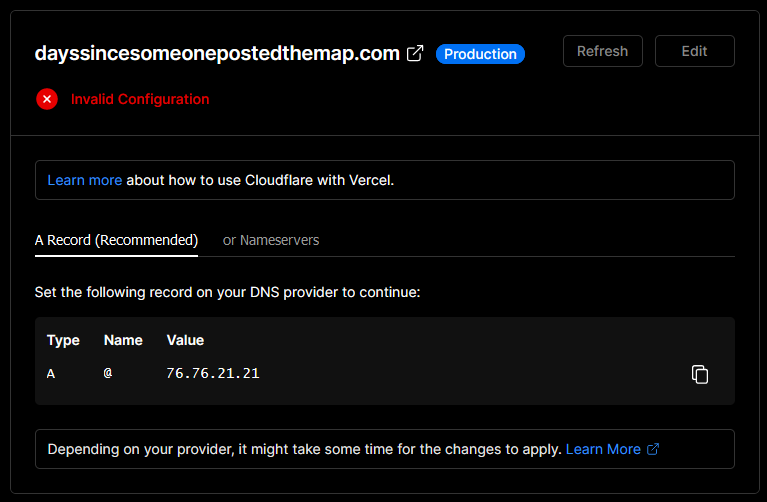 dayssincesomeonepostedthemap.com Production Refresh Edit
Invalid Configuration
Learn more about how to use Cloudflare with Vercel.
A Record (Recommended) or Nameservers
Set the following record on your DNS provider to continue:
Type Name Value
A @ 76.76.21.21
Depending on your provider, it might take some time for the changes to apply. Learn More